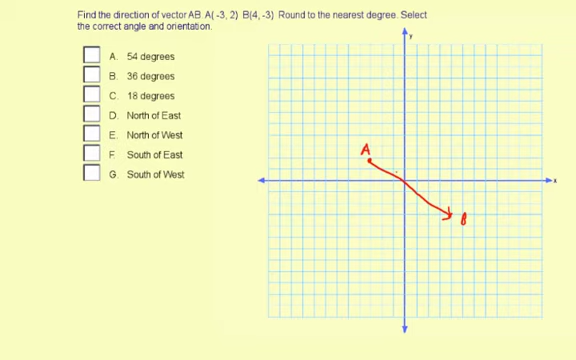 Find the direction of vector AB A( -3, 2) B(4, -3) Round to the nearest degree. Select
the correct angle and orientation.
A. 54 degrees
B. 36 degrees
C. 18 degrees
D. North of East
E. North of West
F. South of East
G. South of West
y
A
x
B